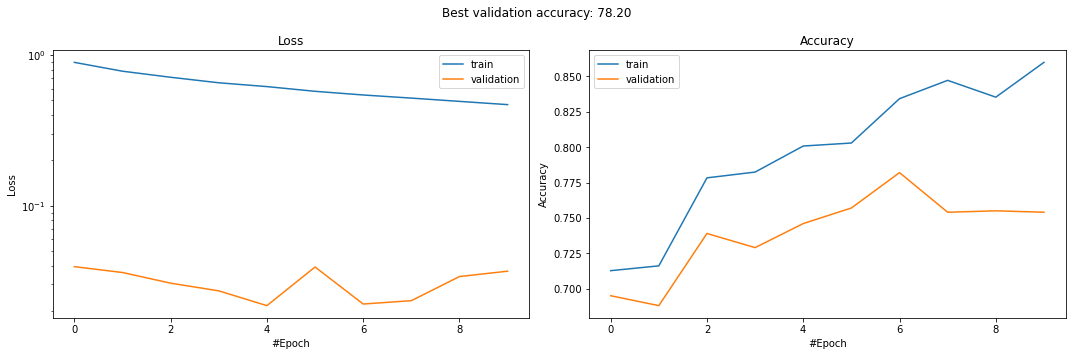 Best validation accuracy: 78.20
Loss
train
validation
10⁰
10⁻¹
Loss
0 2 4 6 8
#Epoch
Accuracy
train
validation
0.850
0.825
0.800
0.775
0.750
0.725
0.700
Accuracy
0 2 4 6 8
#Epoch